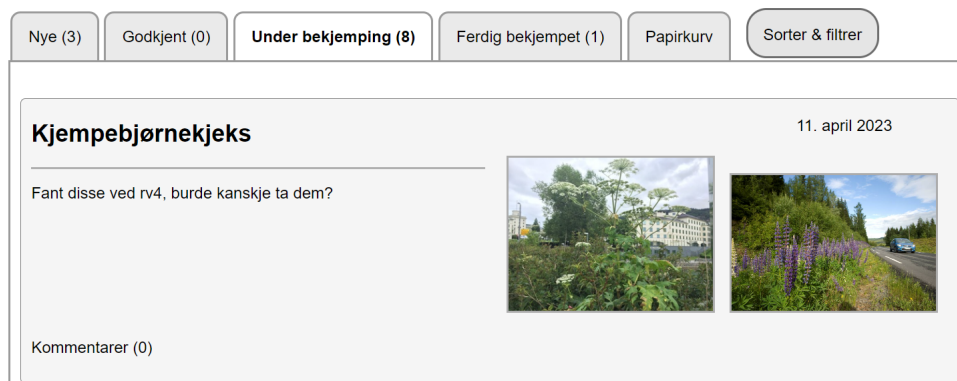 Nye (3)
Godkjent (0)
Under bekjemping (8)
Ferdig bekjempet (1)
Papirkurv
Sorter & filtrer
Kjempebjørnekjeks
11. april 2023
Fant disse ved rv4, burde kanskje ta dem?
Kommentarer (0)